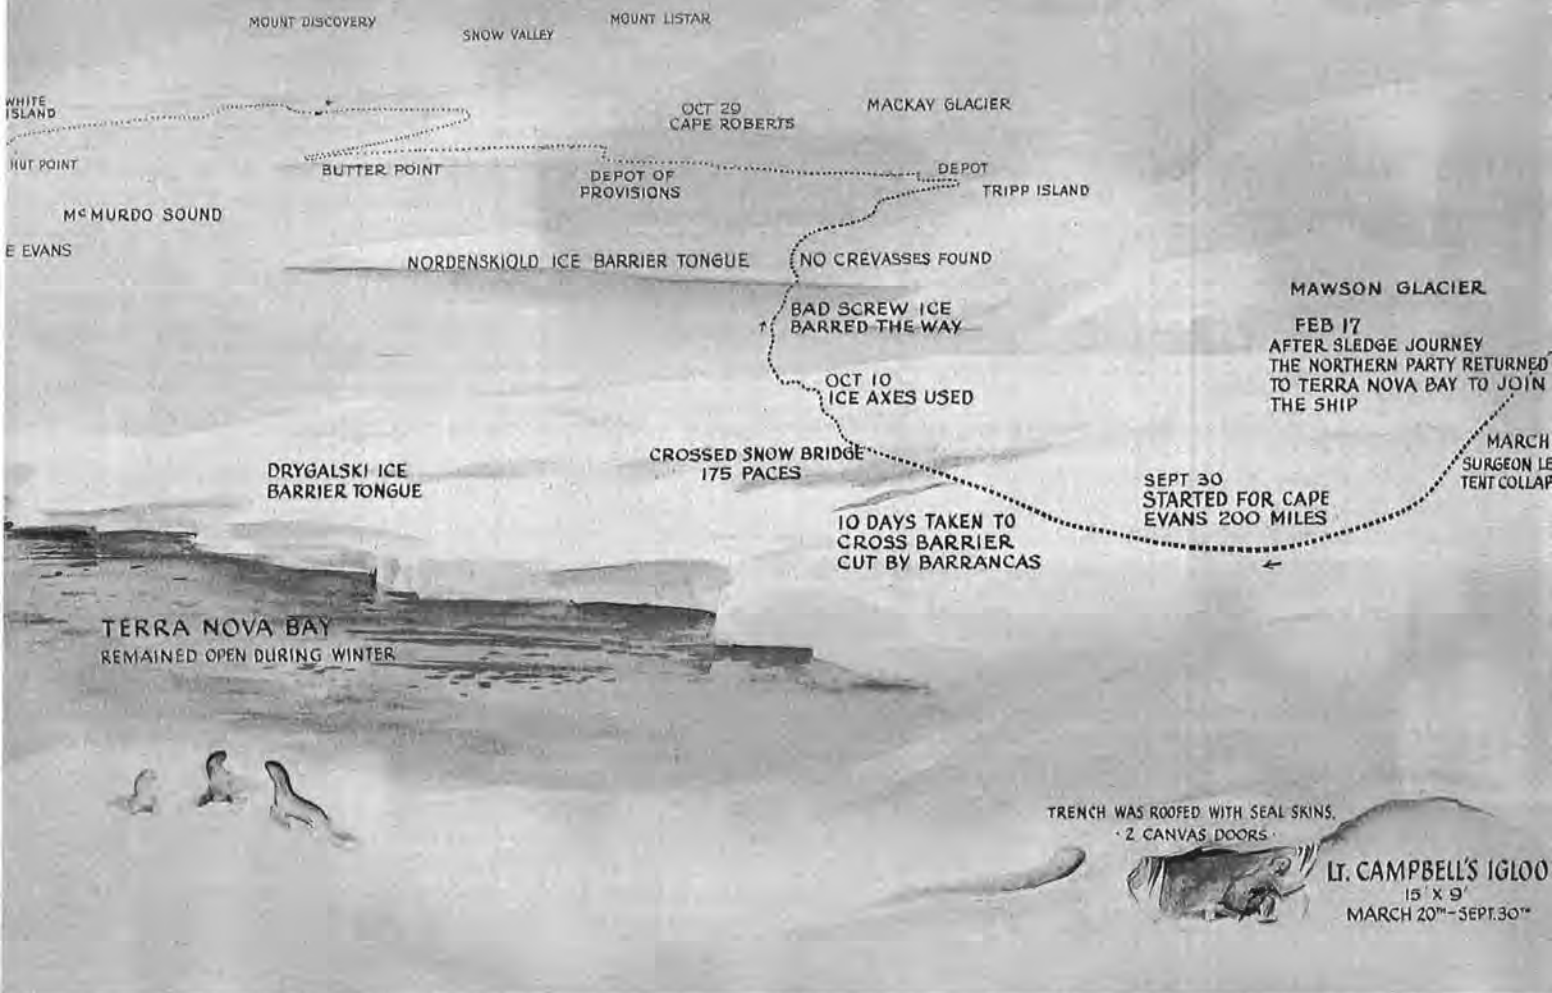 MOUNT DISCOVERY
SNOW VALLEY
MOUNT LISTAR
WHITE
ISLAND
OCT 29
CAPE ROBERTS
MACKAY GLACIER
HUT POINT
BUTTER POINT
DEPOT OF
PROVISIONS
DEPOT
TRIPP ISLAND
McMURDO SOUND
E EVANS
NORDENSKIOLD ICE BARRIER TONGUE
NO CREVASSES FOUND
BAD SCREW ICE
BARRED THE WAY
MAWSON GLACIER
FEB 17
AFTER SLEDGE JOURNEY
THE NORTHERN PARTY RETURNED
TO TERRA NOVA BAY TO JOIN
THE SHIP
OCT 10
ICE AXES USED
CROSSED SNOW BRIDGE
175 PACES
MARCH
SURGEON LE
TENT COLLAP
DRYGALSKI ICE
BARRIER TONGUE
SEPT 30
STARTED FOR CAPE
EVANS 200 MILES
10 DAYS TAKEN TO
CROSS BARRIER
CUT BY BARRANCAS
TERRA NOVA BAY
REMAINED OPEN DURING WINTER
TRENCH WAS ROOFED WITH SEAL SKINS.
· 2 CANVAS DOORS ·
LT. CAMPBELL'S IGLOO
15' X 9'
MARCH 20TH - SEPT. 30TH